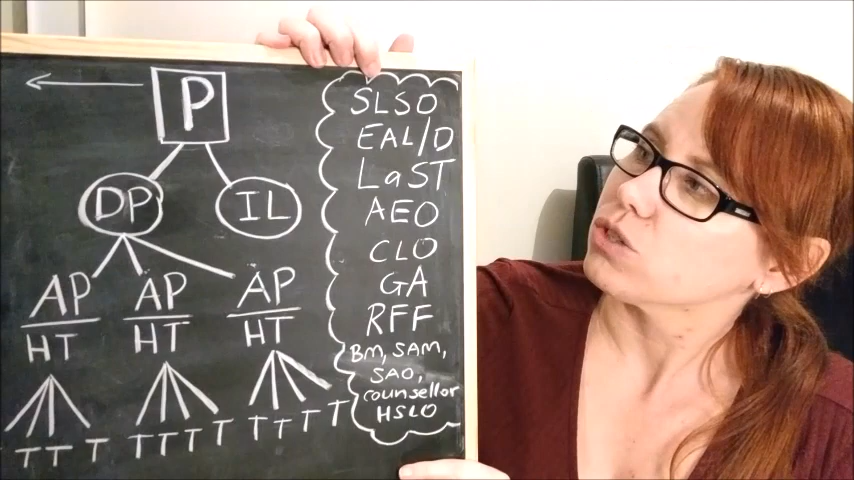 P
DP IL
AP AP AP
HT HT HT
T T T T T T T T T T T
SLSO
EAL/D
LaST
AEO
CLO
GA
RFF
BM, SAM,
SAO,
counsellor
HSLO